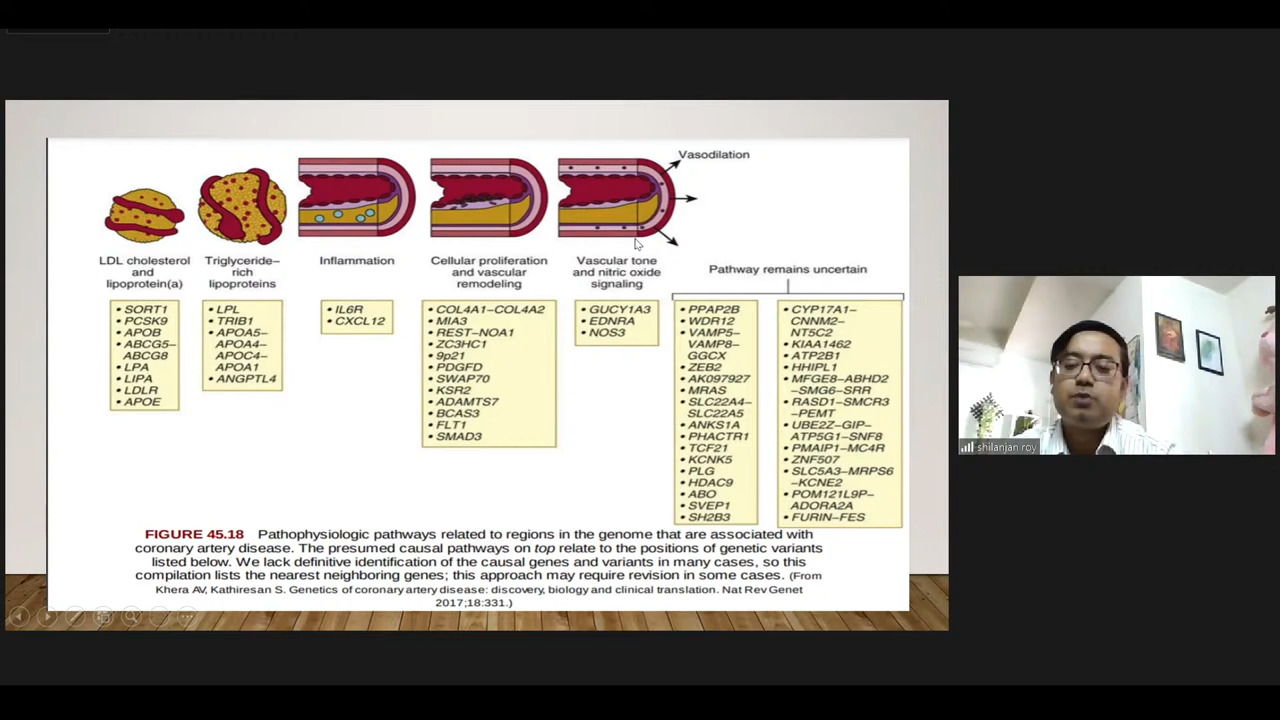 Vasodilation
LDL cholesterol
and
lipoprotein(a)
• SORT1
• PCSK9
• APOB
• ABCG5–
ABCG8
• LPA
• LIPA
• LDLR
• APOE
Triglyceride–
rich
lipoproteins
• LPL
• TRIB1
• APOA5–
APOA4–
APOC4–
APOA1
• ANGPTL4
Inflammation
• IL6R
• CXCL12
Cellular proliferation
and vascular
remodeling
• COL4A1–COL4A2
• MIA3
• REST–NOA1
• ZC3HC1
• 9p21
• PDGFD
• SWAP70
• KSR2
• ADAMTS7
• BCAS3
• FLT1
• SMAD3
Vascular tone
and nitric oxide
signaling
• GUCY1A3
• EDNRA
• NOS3
Pathway remains uncertain
• PPAP2B
• WDR12
• VAMP5–
VAMP8–
GGCX
• ZEB2
• AK097927
• MRAS
• SLC22A4–
SLC22A5
• ANKS1A
• PHACTR1
• TCF21
• KCNK5
• PLG
• HDAC9
• ABO
• SVEP1
• SH2B3
• CYP17A1–
CNNM2–
NT5C2
• KIAA1462
• ATP2B1
• HHIPL1
• MFGE8–ABHD2
–SMG6–SRR
• RASD1–SMCR3
–PEMT
• UBE2Z–GIP–
ATP5G1–SNF8
• PMAIP1–MC4R
• ZNF507
• SLC5A3–MRPS6
–KCNE2
• POM121L9P–
ADORA2A
• FURIN–FES
FIGURE 45.18 Pathophysiologic pathways related to regions in the genome that are associated with
coronary artery disease. The presumed causal pathways on top relate to the positions of genetic variants
listed below. We lack definitive identification of the causal genes and variants in many cases, so this
compilation lists the nearest neighboring genes; this approach may require revision in some cases. (From
Khera AV, Kathiresan S. Genetics of coronary artery disease: discovery, biology and clinical translation. Nat Rev Genet
2017;18:331.)
shilanjan roy